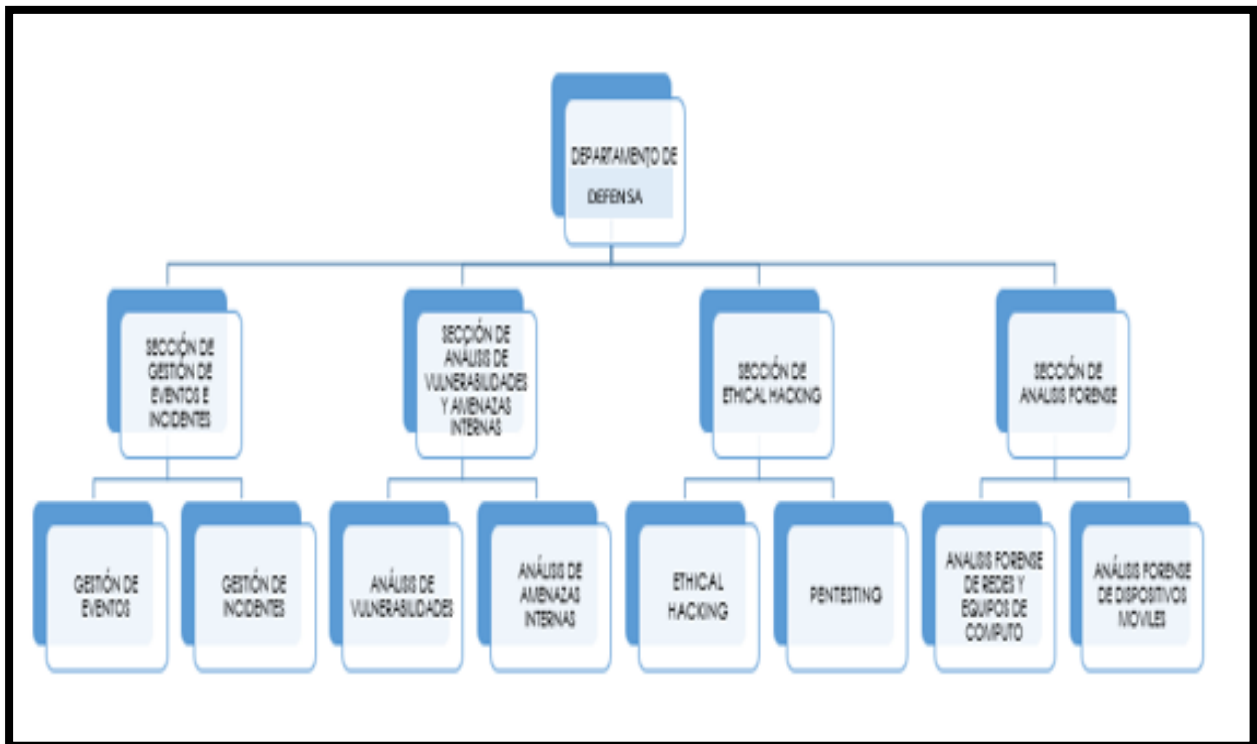 DEPARTAMENTO DE
DEFENSA
SECCIÓN DE
GESTIÓN DE
EVENTOS E
INCIDENTES
SECCIÓN DE
ANÁLISIS DE
VULNERABILIDADES
Y AMENAZAS
INTERNAS
SECCIÓN DE
ETHICAL HACKING
SECCIÓN DE
ANALISIS FORENSE
GESTIÓN DE
EVENTOS
GESTIÓN DE
INCIDENTES
ANÁLISIS DE
VULNERABILIDADES
ANÁLISIS DE
AMENAZAS
INTERNAS
ETHICAL
HACKING
PENTESTING
ANALISIS FORENSE
DE REDES Y
EQUIPOS DE
COMPUTO
ANÁLISIS FORENSE
DE DISPOSITIVOS
MOVILES